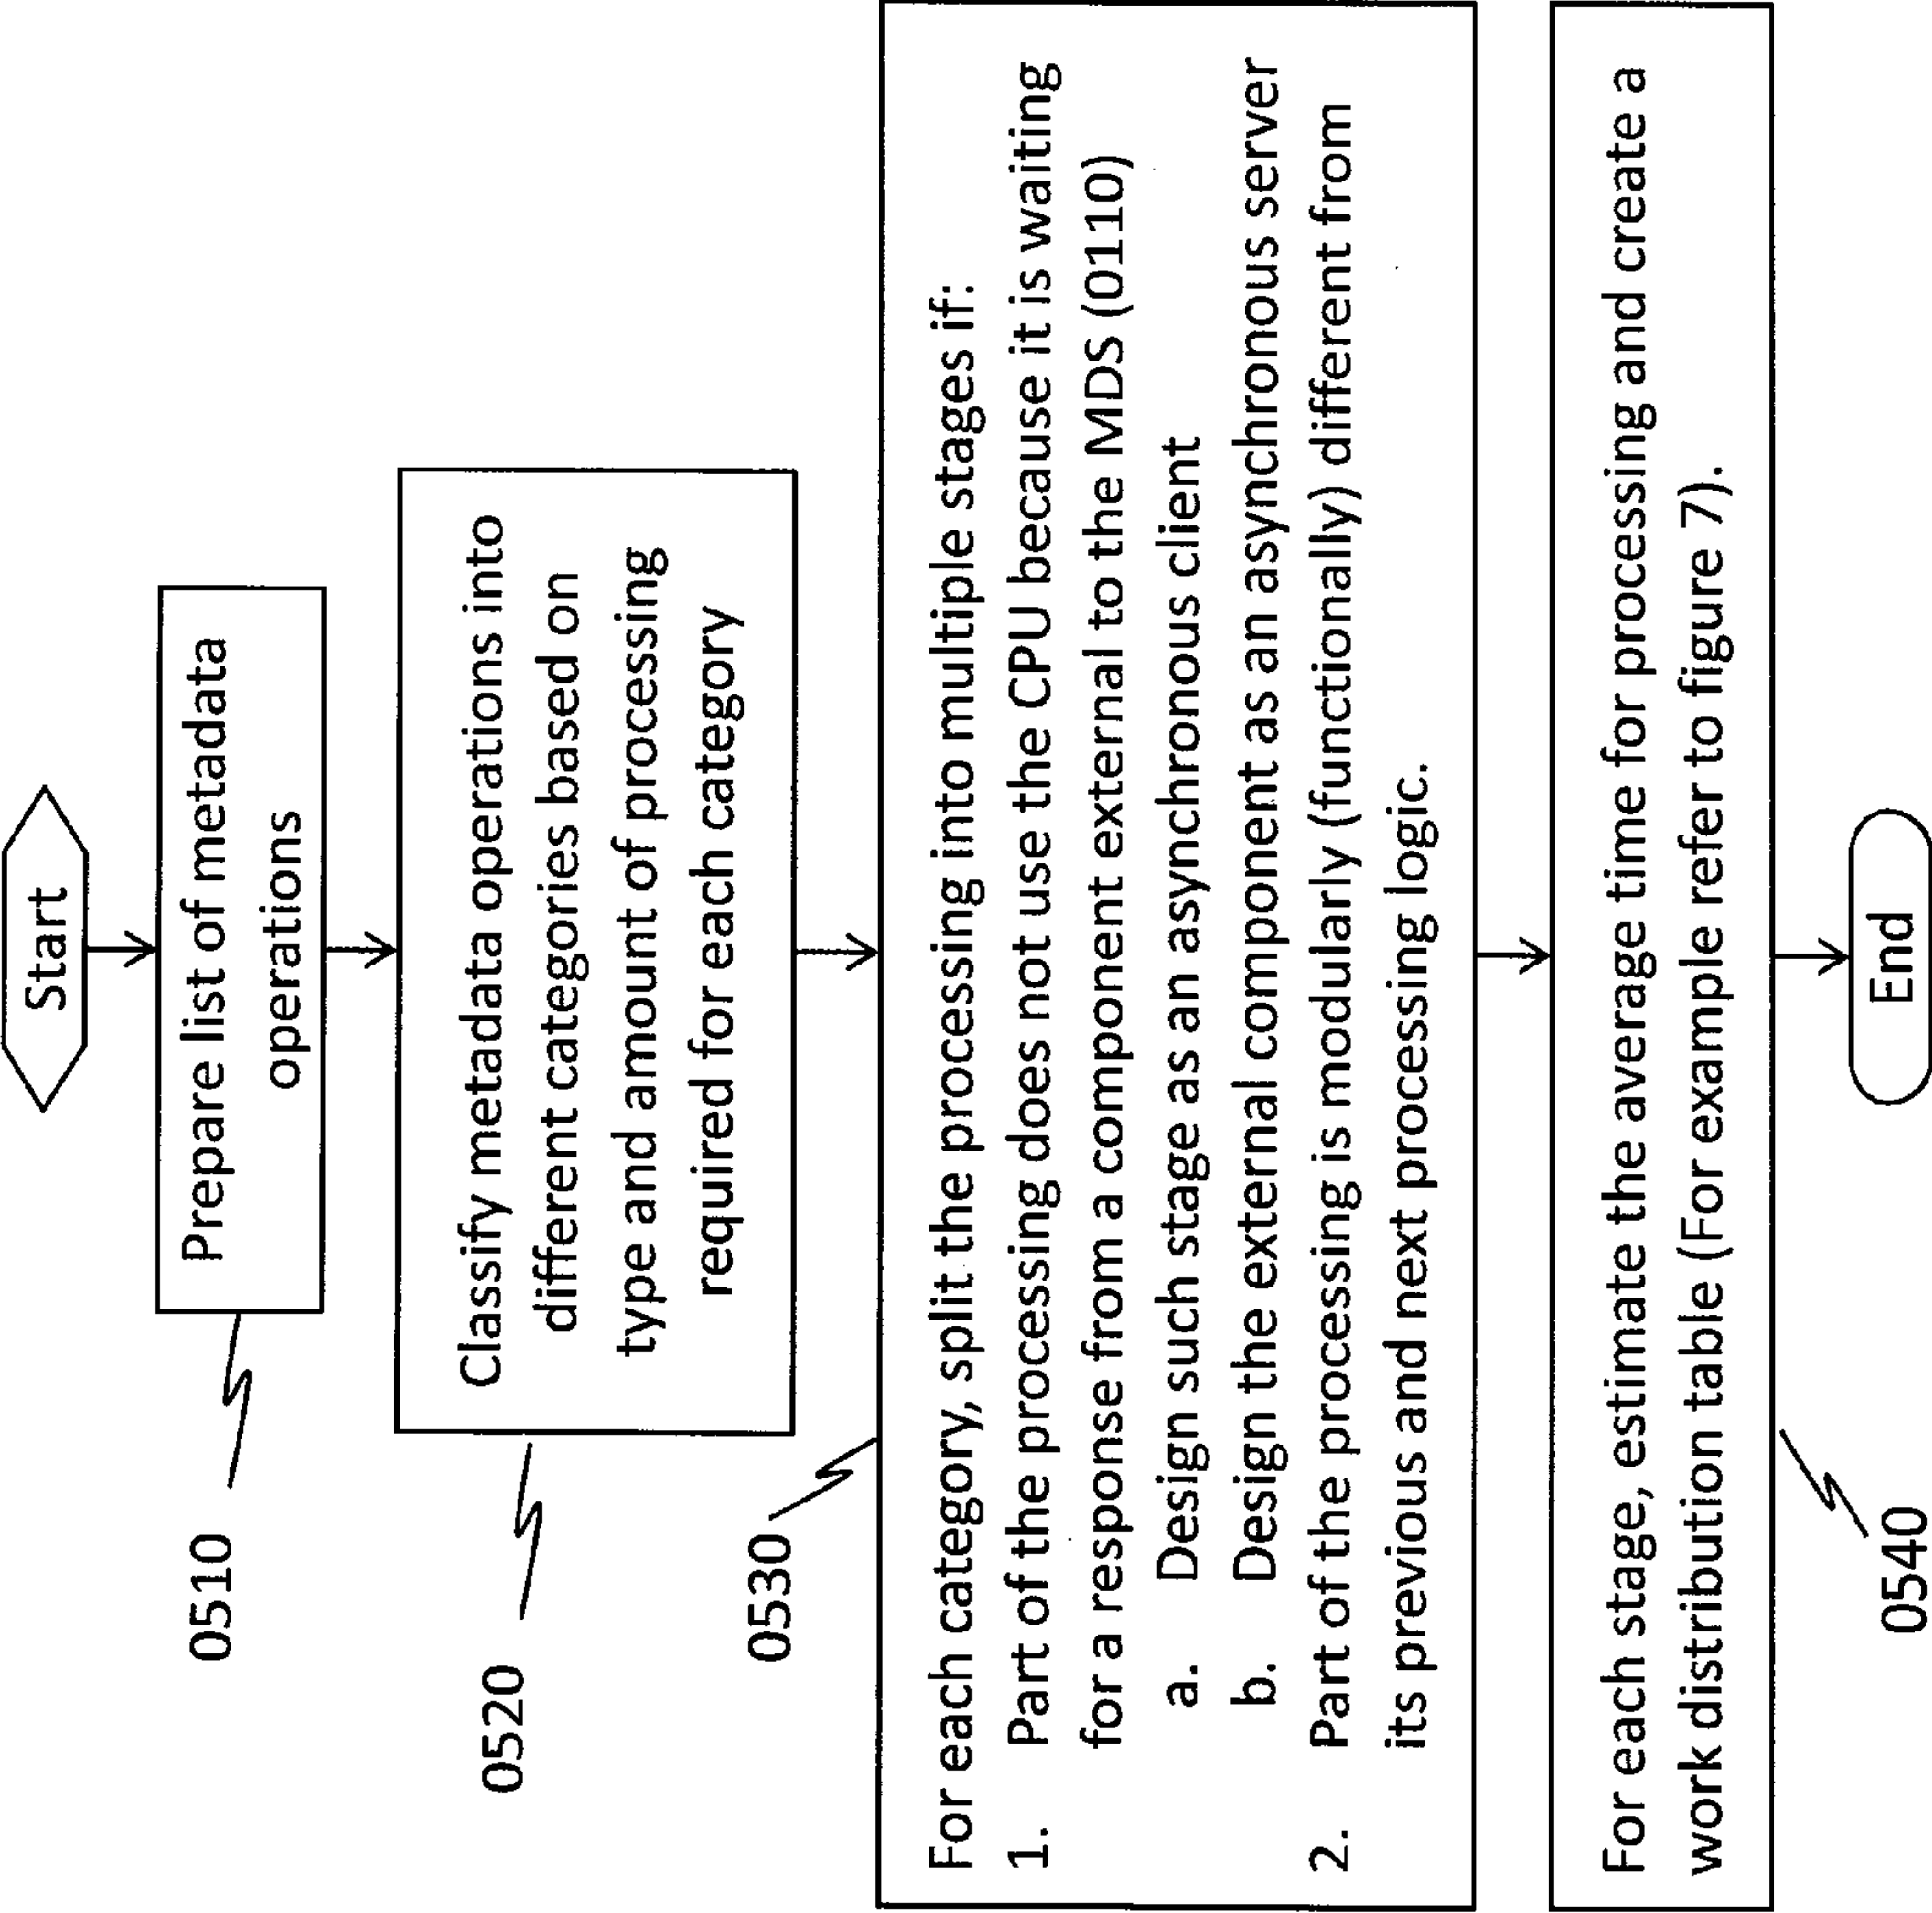 Start
0510
Prepare list of metadata
operations
0520
Classify metadata operations into
different categories based on
type and amount of processing
required for each category
0530
For each category, split the processing into multiple stages if:
1. Part of the processing does not use the CPU because it is waiting
for a response from a component external to the MDS (0110)
a. Design such stage as an asynchronous client
b. Design the external component as an asynchronous server
2. Part of the processing is modularly (functionally) different from
its previous and next processing logic.
For each stage, estimate the average time for processing and create a
work distribution table (For example refer to figure 7).
0540
End